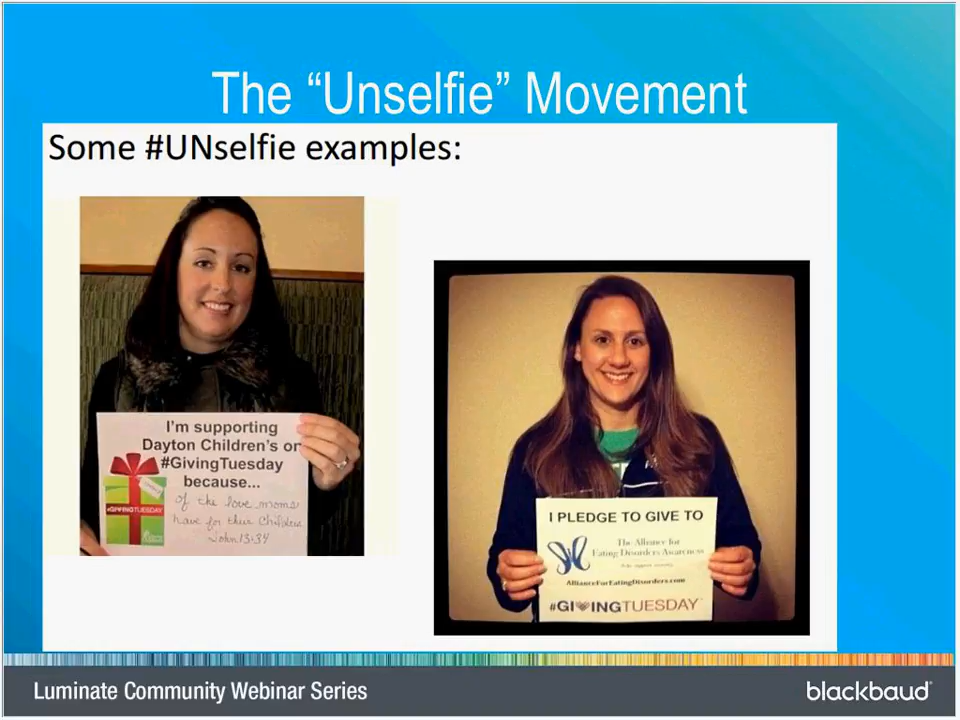 The “Unselfie” Movement
Some #UNselfie examples:
I'm supporting
Dayton Children's on
#GivingTuesday
because...
of the love moms
have for their children
John 13:34
#GIVINGTUESDAY
I PLEDGE TO GIVE TO
The Alliance for
Eating Disorders Awareness
AllianceForEatingDisorders.com
#GIVINGTUESDAY™
Luminate Community Webinar Series
blackbaud®